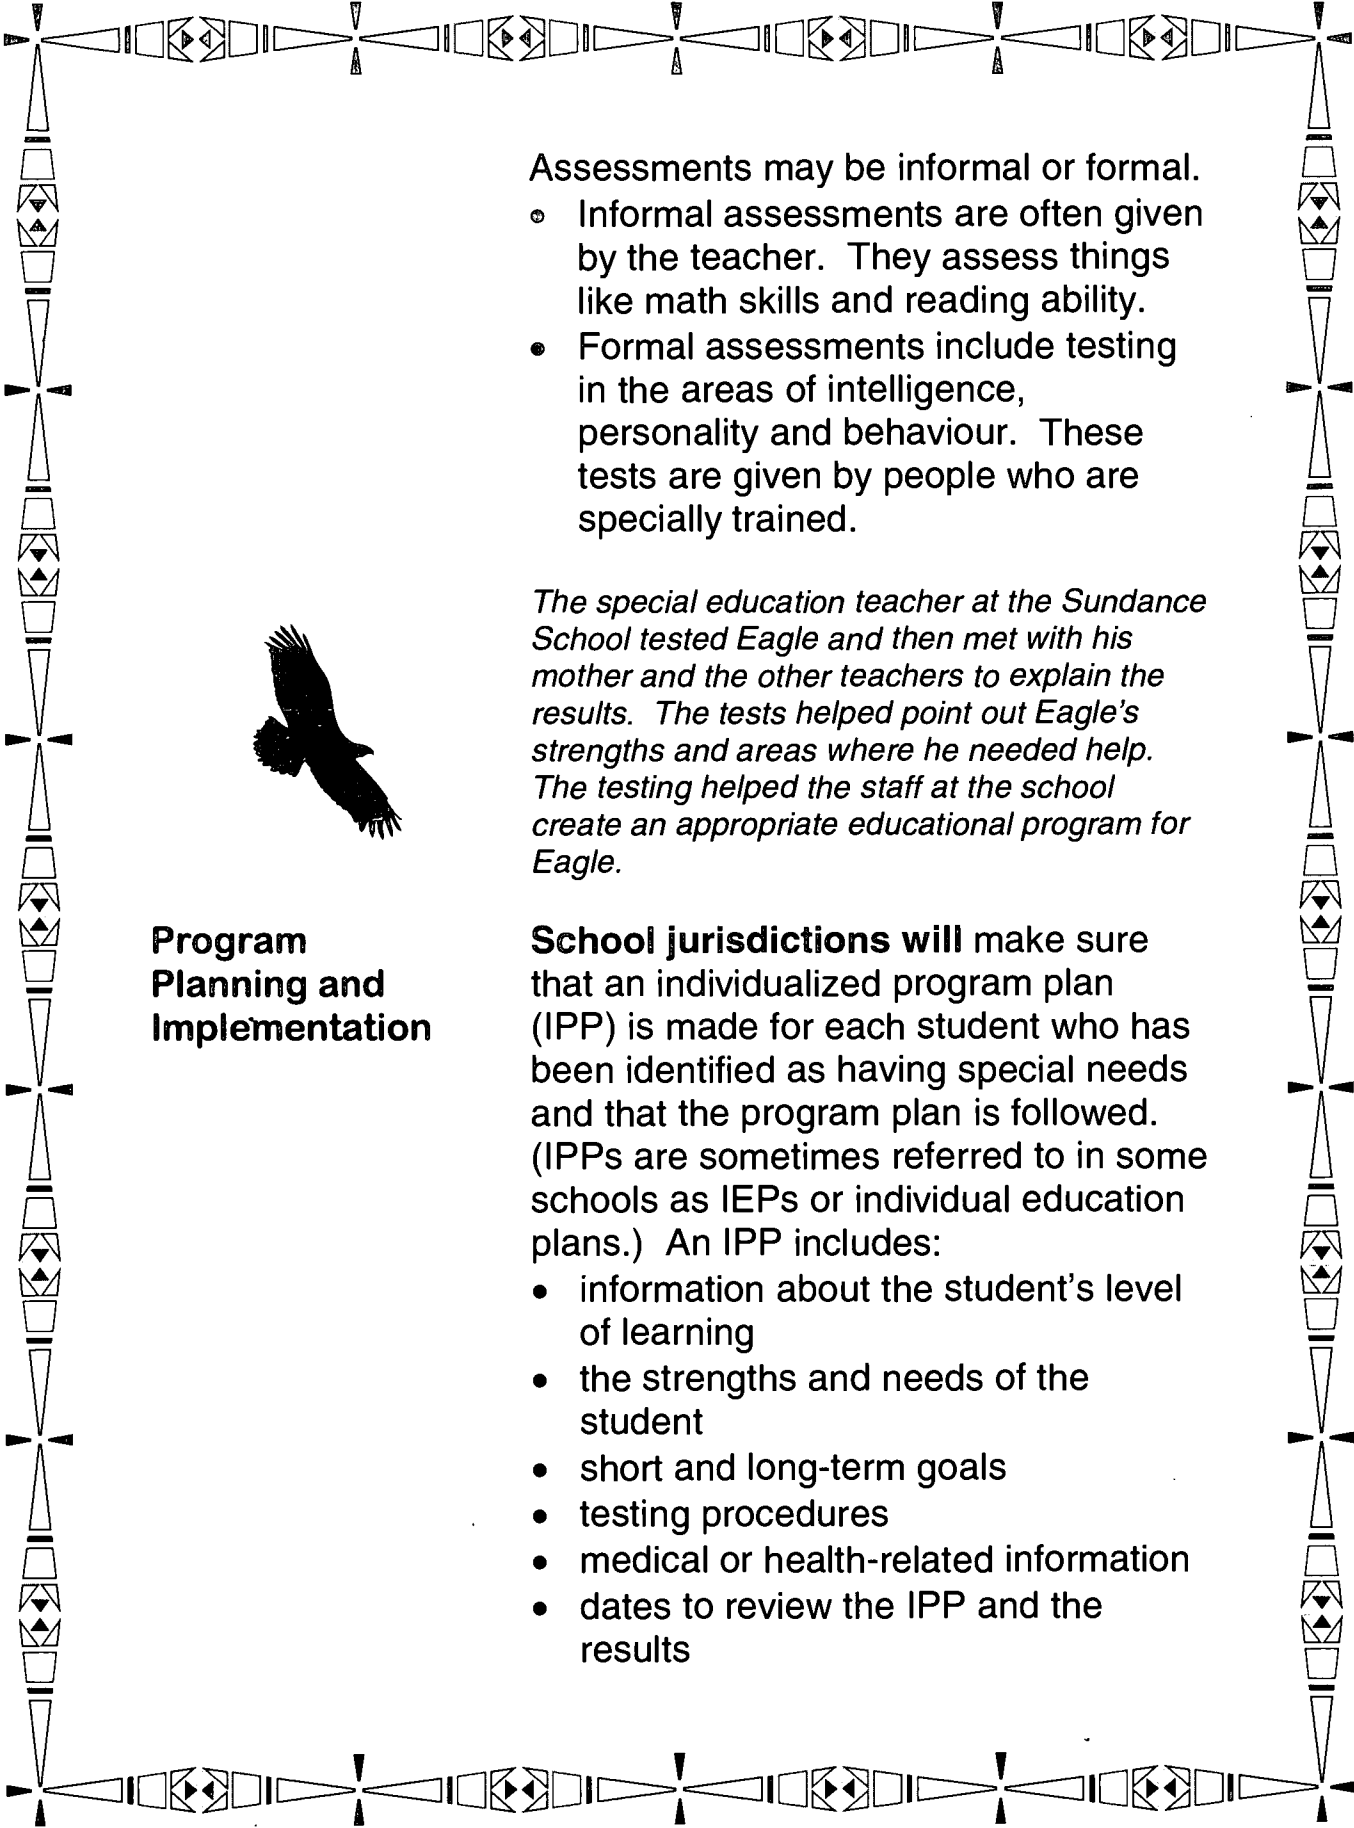 Assessments may be informal or formal.
• Informal assessments are often given
by the teacher.  They assess things
like math skills and reading ability.
• Formal assessments include testing
in the areas of intelligence,
personality and behaviour.  These
tests are given by people who are
specially trained.
The special education teacher at the Sundance
School tested Eagle and then met with his
mother and the other teachers to explain the
results.  The tests helped point out Eagle's
strengths and areas where he needed help.
The testing helped the staff at the school
create an appropriate educational program for
Eagle.
Program
Planning and
Implementation
School jurisdictions will make sure
that an individualized program plan
(IPP) is made for each student who has
been identified as having special needs
and that the program plan is followed.
(IPPs are sometimes referred to in some
schools as IEPs or individual education
plans.)  An IPP includes:
• information about the student's level
of learning
• the strengths and needs of the
student
• short and long-term goals
• testing procedures
• medical or health-related information
• dates to review the IPP and the
results